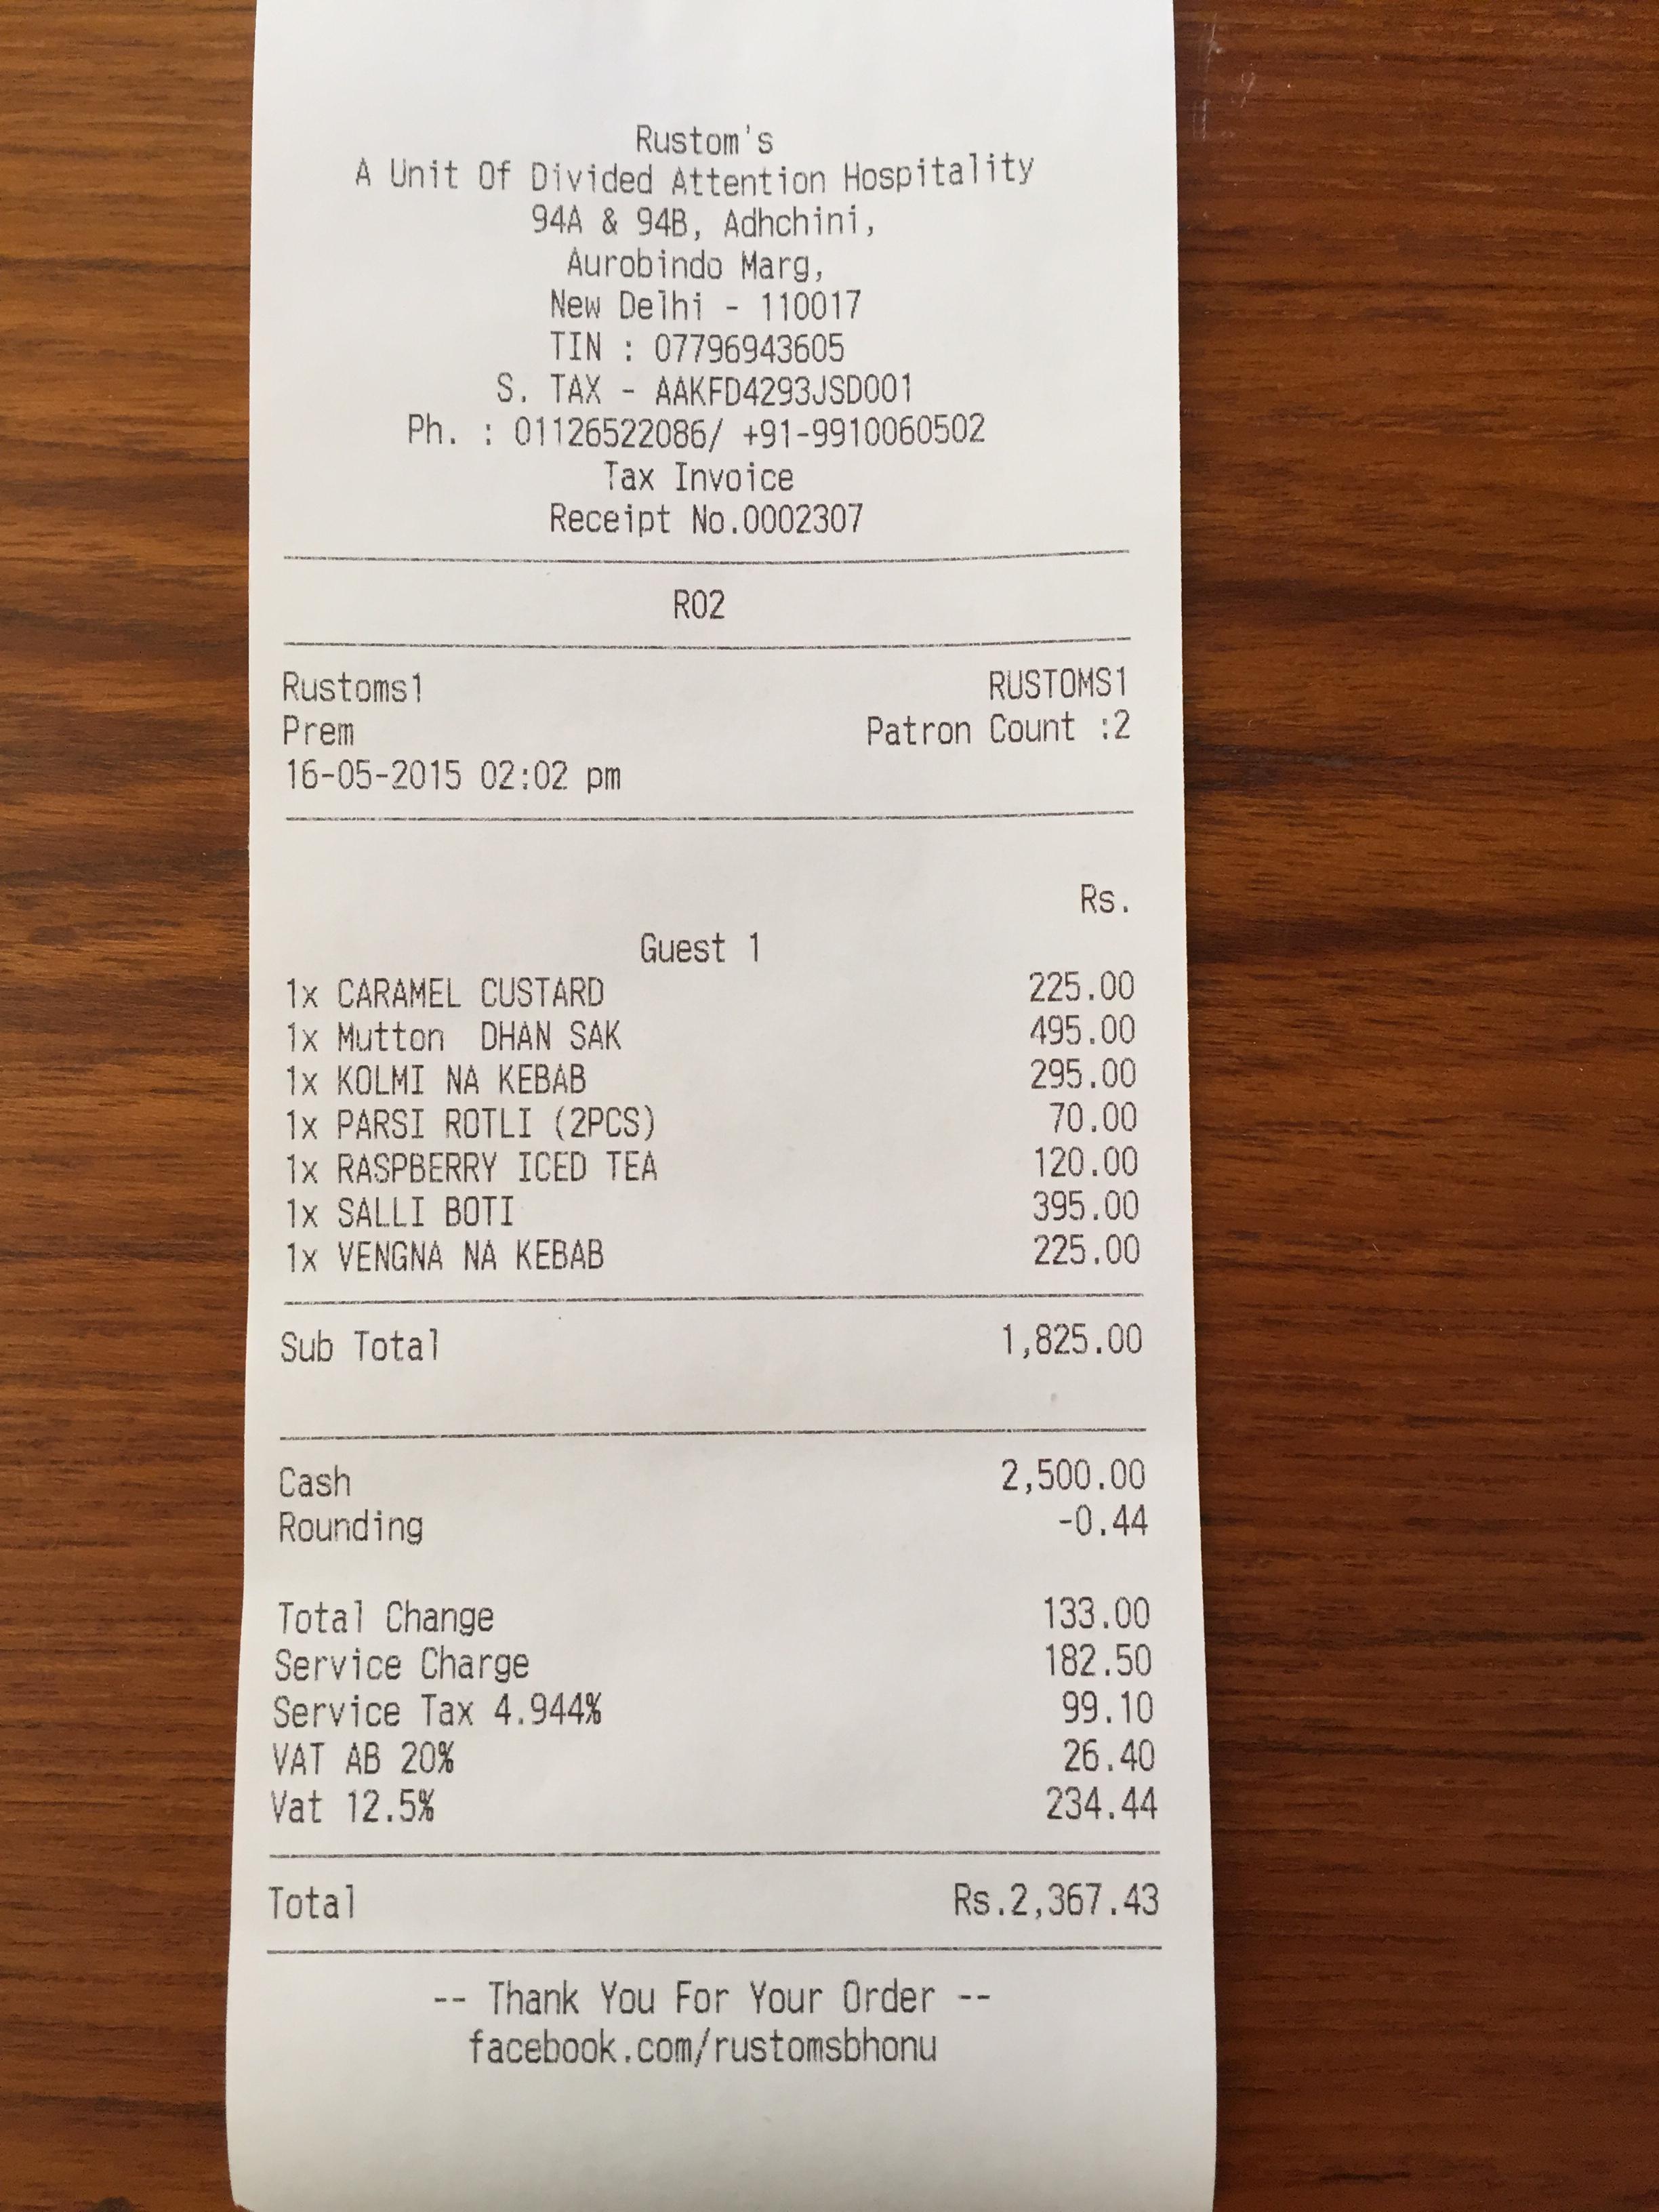 Rustom's
A Unit Of Divided Attention Hospitality
94A & 94B, Adhchini,
Aurobindo Marg,
New Delhi - 110017
TIN : 07796943605
S. TAX - AAKFD4293JSD001
Ph. : 01126522086/ +91-9910060502
Tax Invoice
Receipt No.0002307
R02
Rustoms1 RUSTOMS1
Prem Patron Count :2
16-05-2015 02:02 pm
Rs.
Guest 1
1x CARAMEL CUSTARD 225.00
1x Mutton DHAN SAK 495.00
1x KOLMI NA KEBAB 295.00
1x PARSI ROTLI (2PCS) 70.00
1x RASPBERRY ICED TEA 120.00
1x SALLI BOTI 395.00
1x VENGNA NA KEBAB 225.00
Sub Total 1,825.00
Cash 2,500.00
Rounding -0.44
Total Change 133.00
Service Charge 182.50
Service Tax 4.944% 99.10
VAT AB 20% 26.40
Vat 12.5% 234.44
Total Rs.2,367.43
-- Thank You For Your Order --
facebook.com/rustomsbhonu